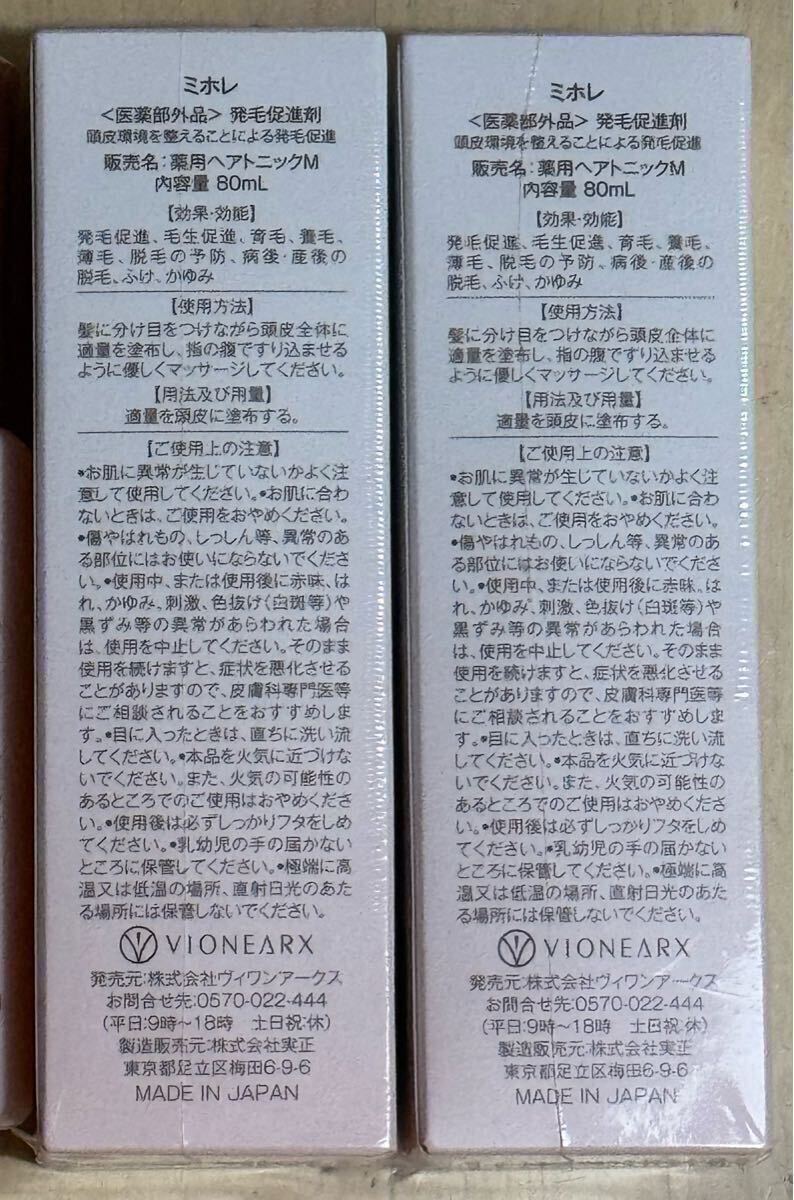 ミホレ
<医薬部外品> 発毛促進剤
頭皮環境を整えることによる発毛促進
販売名:薬用ヘアトニックM
内容量 80mL
【効果・効能】
発毛促進、毛生促進、育毛、養毛、
薄毛、脱毛の予防、病後・産後の
脱毛、ふけ、かゆみ
【使用方法】
髪に分け目をつけながら頭皮全体に
適量を塗布し、指の腹ですり込ませる
ように優しくマッサージしてください。
【用法及び用量】
適量を頭皮に塗布する。
【ご使用上の注意】
•お肌に異常が生じていないかよく注
意して使用してください。•お肌に合わ
ないときは、ご使用をおやめください。
•傷やはれもの、しっしん等、異常のあ
る部位にはお使いにならないでくださ
い。•使用中、または使用後に赤味、は
れ、かゆみ、刺激、色抜け(白斑等)や
黒ずみ等の異常があらわれた場合
は、使用を中止してください。そのまま
使用を続けますと、症状を悪化させる
ことがありますので、皮膚科専門医等
にご相談されることをおすすめしま
す。•目に入ったときは、直ちに洗い流
してください。•本品を火気に近づけな
いでください。また、火気の可能性の
あるところでのご使用はおやめくださ
い。•使用後は必ずしっかりフタをしめ
てください。•乳幼児の手の届かない
ところに保管してください。•極端に高
温又は低温の場所、直射日光のあた
る場所には保管しないでください。
VIONEARX
発売元:株式会社ヴィワンアークス
お問合せ先:0570-022-444
(平日:9時〜18時 土日祝:休)
製造販売元:株式会社実正
東京都足立区梅田6-9-6
MADE IN JAPAN
ミホレ
<医薬部外品> 発毛促進剤
頭皮環境を整えることによる発毛促進
販売名:薬用ヘアトニックM
内容量 80mL
【効果・効能】
発毛促進、毛生促進、育毛、養毛、
薄毛、脱毛の予防、病後・産後の
脱毛、ふけ、かゆみ
【使用方法】
髪に分け目をつけながら頭皮全体に
適量を塗布し、指の腹ですり込ませる
ように優しくマッサージしてください。
【用法及び用量】
適量を頭皮に塗布する。
【ご使用上の注意】
•お肌に異常が生じていないかよく注
意して使用してください。•お肌に合わ
ないときは、ご使用をおやめください。
•傷やはれもの、しっしん等、異常のあ
る部位にはお使いにならないでくださ
い。•使用中、または使用後に赤味、は
れ、かゆみ、刺激、色抜け(白斑等)や
黒ずみ等の異常があらわれた場合
は、使用を中止してください。そのまま
使用を続けますと、症状を悪化させる
ことがありますので、皮膚科専門医等
にご相談されることをおすすめしま
す。•目に入ったときは、直ちに洗い流
してください。•本品を火気に近づけな
いでください。また、火気の可能性の
あるところでのご使用はおやめくださ
い。•使用後は必ずしっかりフタをしめ
てください。•乳幼児の手の届かない
ところに保管してください。•極端に高
温又は低温の場所、直射日光のあた
る場所には保管しないでください。
VIONEARX
発売元:株式会社ヴィワンアークス
お問合せ先:0570-022-444
(平日:9時〜18時 土日祝:休)
製造販売元:株式会社実正
東京都足立区梅田6-9-6
MADE IN JAPAN